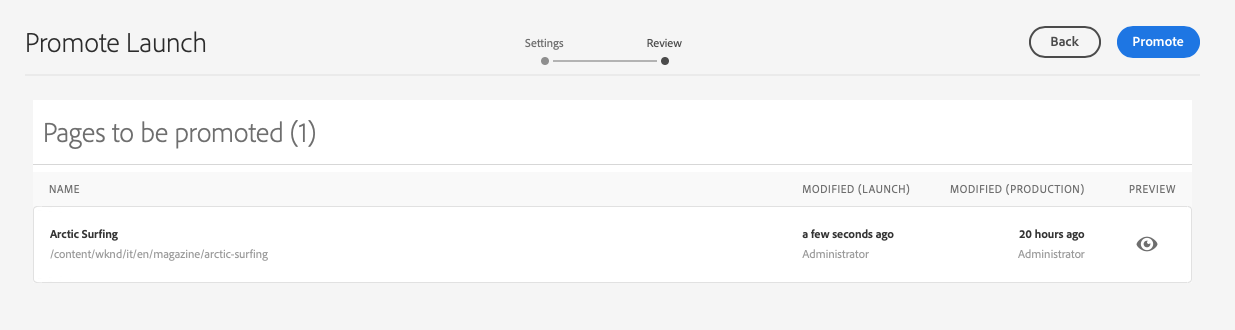 Promote Launch
Settings
Review
Back
Promote
Pages to be promoted (1)
NAME
MODIFIED (LAUNCH)
MODIFIED (PRODUCTION)
PREVIEW
Arctic Surfing
a few seconds ago
20 hours ago
/content/wknd/it/en/magazine/arctic-surfing
Administrator
Administrator